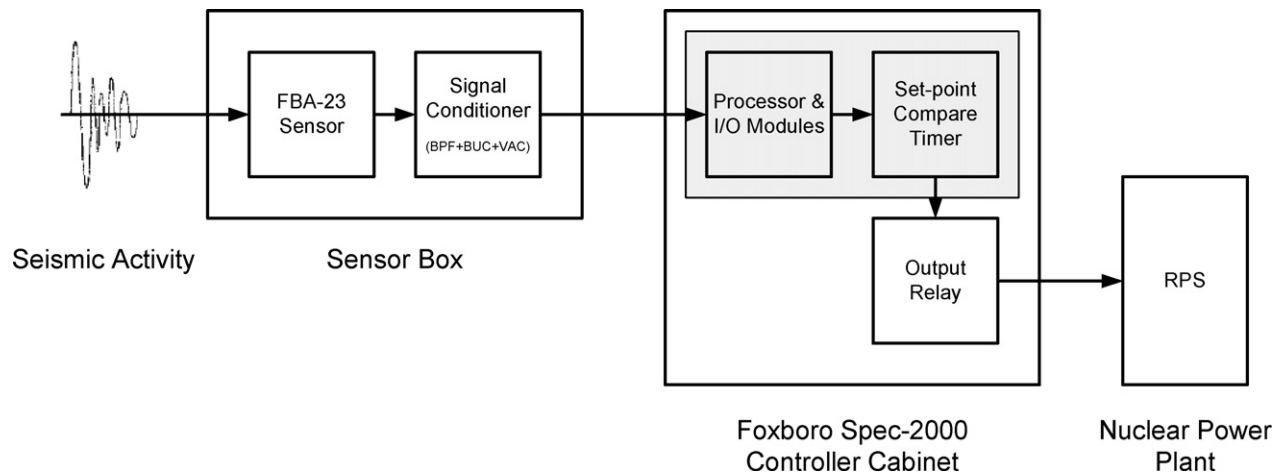 FBA-23
Sensor
Signal
Conditioner
(BPF+BUC+VAC)
Processor &
I/O Modules
Set-point
Compare
Timer
Output
Relay
RPS
Seismic Activity
Sensor Box
Foxboro Spec-2000
Controller Cabinet
Nuclear Power
Plant